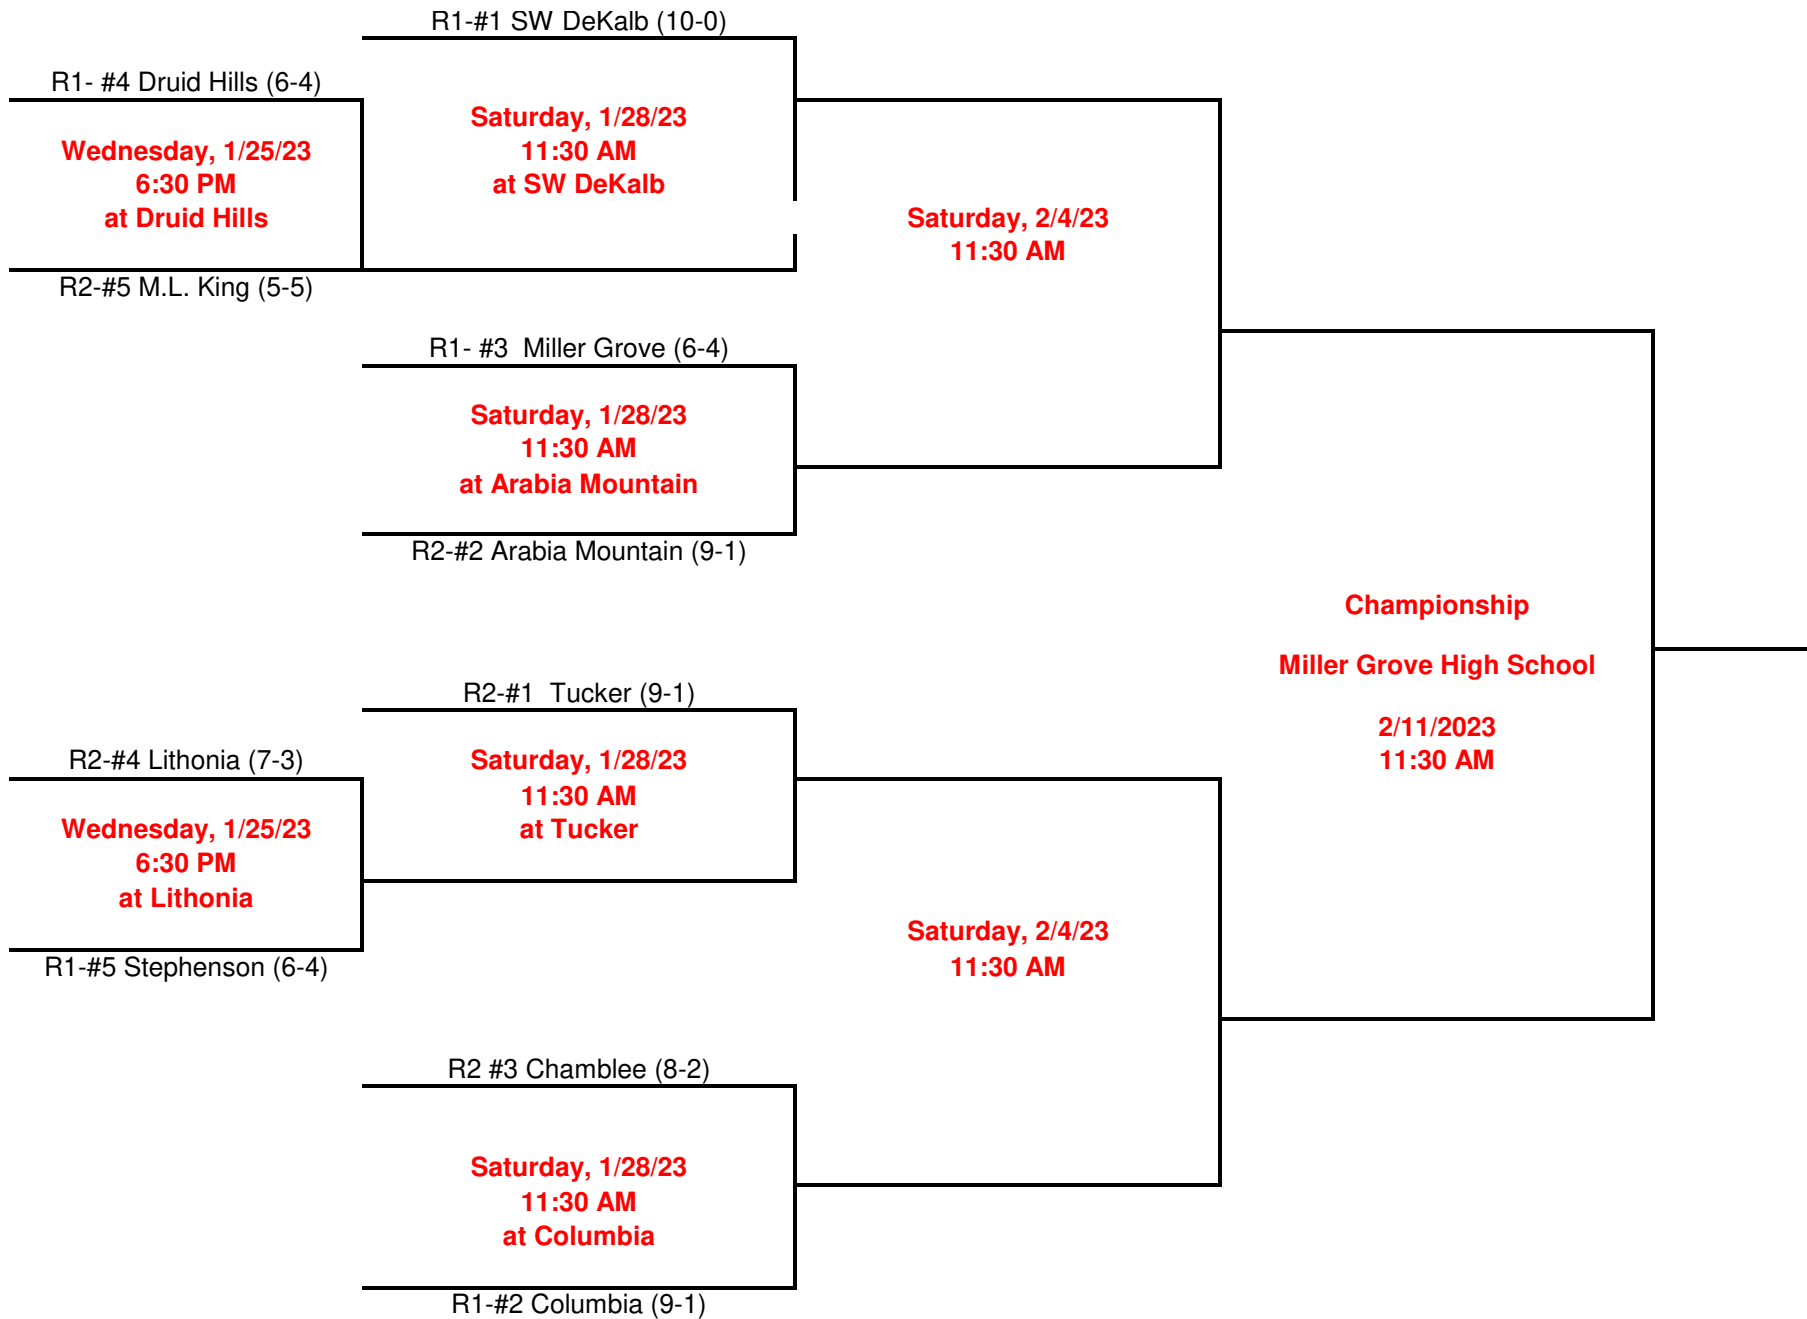 R1-#1 SW DeKalb (10-0)
R1- #4 Druid Hills (6-4)
Wednesday, 1/25/23
6:30 PM
at Druid Hills
R2-#5 M.L. King (5-5)
Saturday, 1/28/23
11:30 AM
at SW DeKalb
Saturday, 2/4/23
11:30 AM
R1- #3  Miller Grove (6-4)
Saturday, 1/28/23
11:30 AM
at Arabia Mountain
R2-#2 Arabia Mountain (9-1)
Championship
Miller Grove High School
2/11/2023
11:30 AM
R2-#1  Tucker (9-1)
R2-#4 Lithonia (7-3)
Wednesday, 1/25/23
6:30 PM
at Lithonia
R1-#5 Stephenson (6-4)
Saturday, 1/28/23
11:30 AM
at Tucker
Saturday, 2/4/23
11:30 AM
R2 #3 Chamblee (8-2)
Saturday, 1/28/23
11:30 AM
at Columbia
R1-#2 Columbia (9-1)